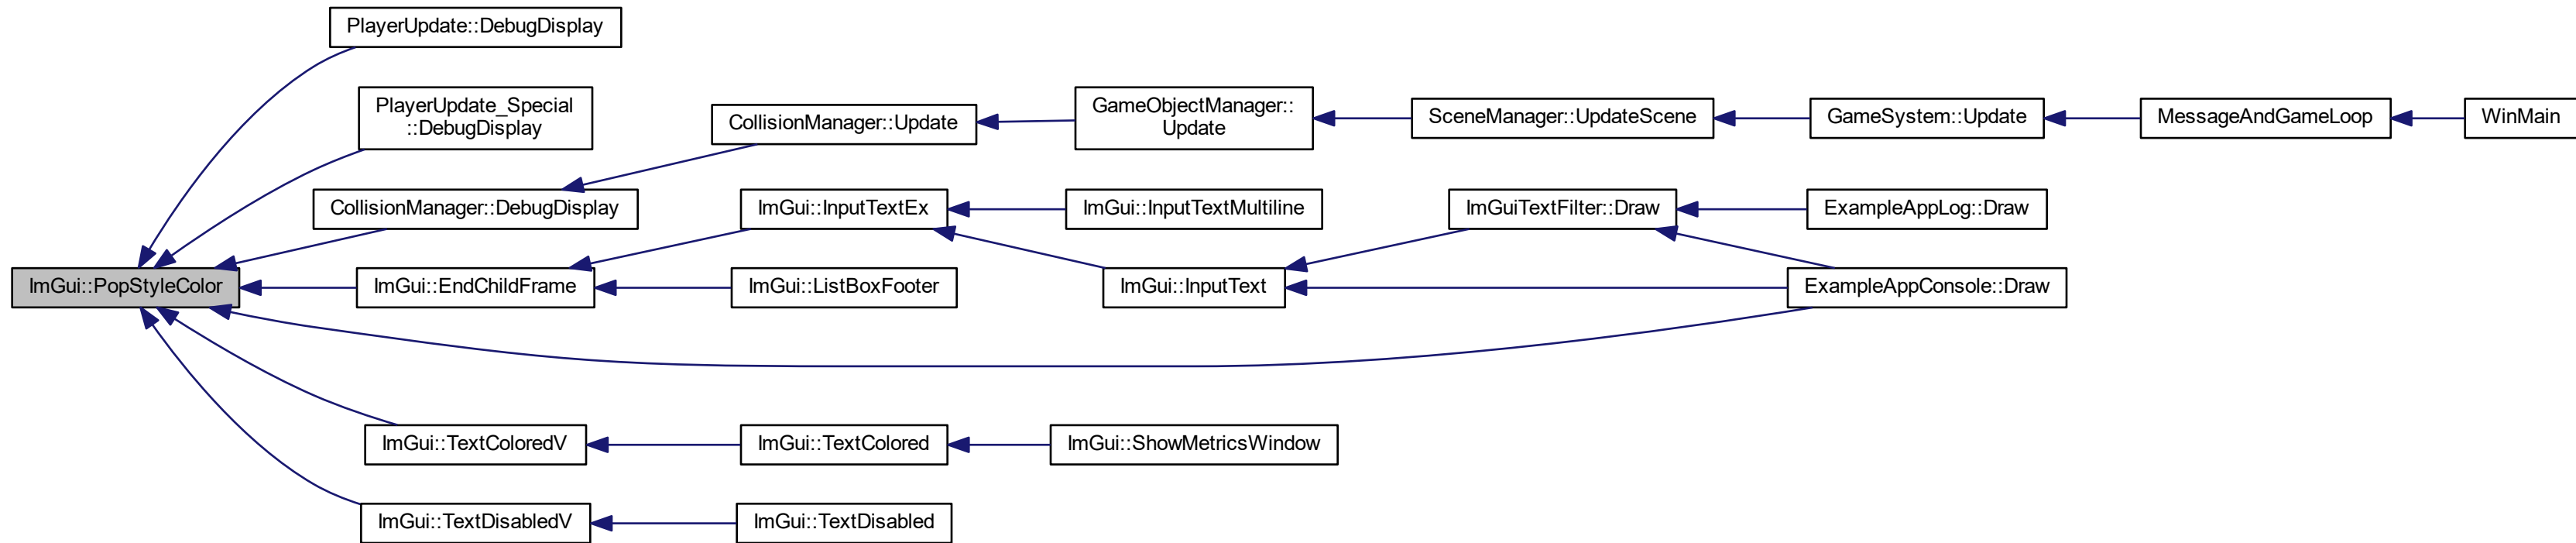 PlayerUpdate::DebugDisplay
PlayerUpdate_Special
::DebugDisplay
CollisionManager::Update
GameObjectManager::
Update
SceneManager::UpdateScene
GameSystem::Update
MessageAndGameLoop
WinMain
CollisionManager::DebugDisplay
ImGui::InputTextEx
ImGui::InputTextMultiline
ImGuiTextFilter::Draw
ExampleAppLog::Draw
ImGui::PopStyleColor
ImGui::EndChildFrame
ImGui::ListBoxFooter
ImGui::InputText
ExampleAppConsole::Draw
ImGui::TextColoredV
ImGui::TextColored
ImGui::ShowMetricsWindow
ImGui::TextDisabledV
ImGui::TextDisabled